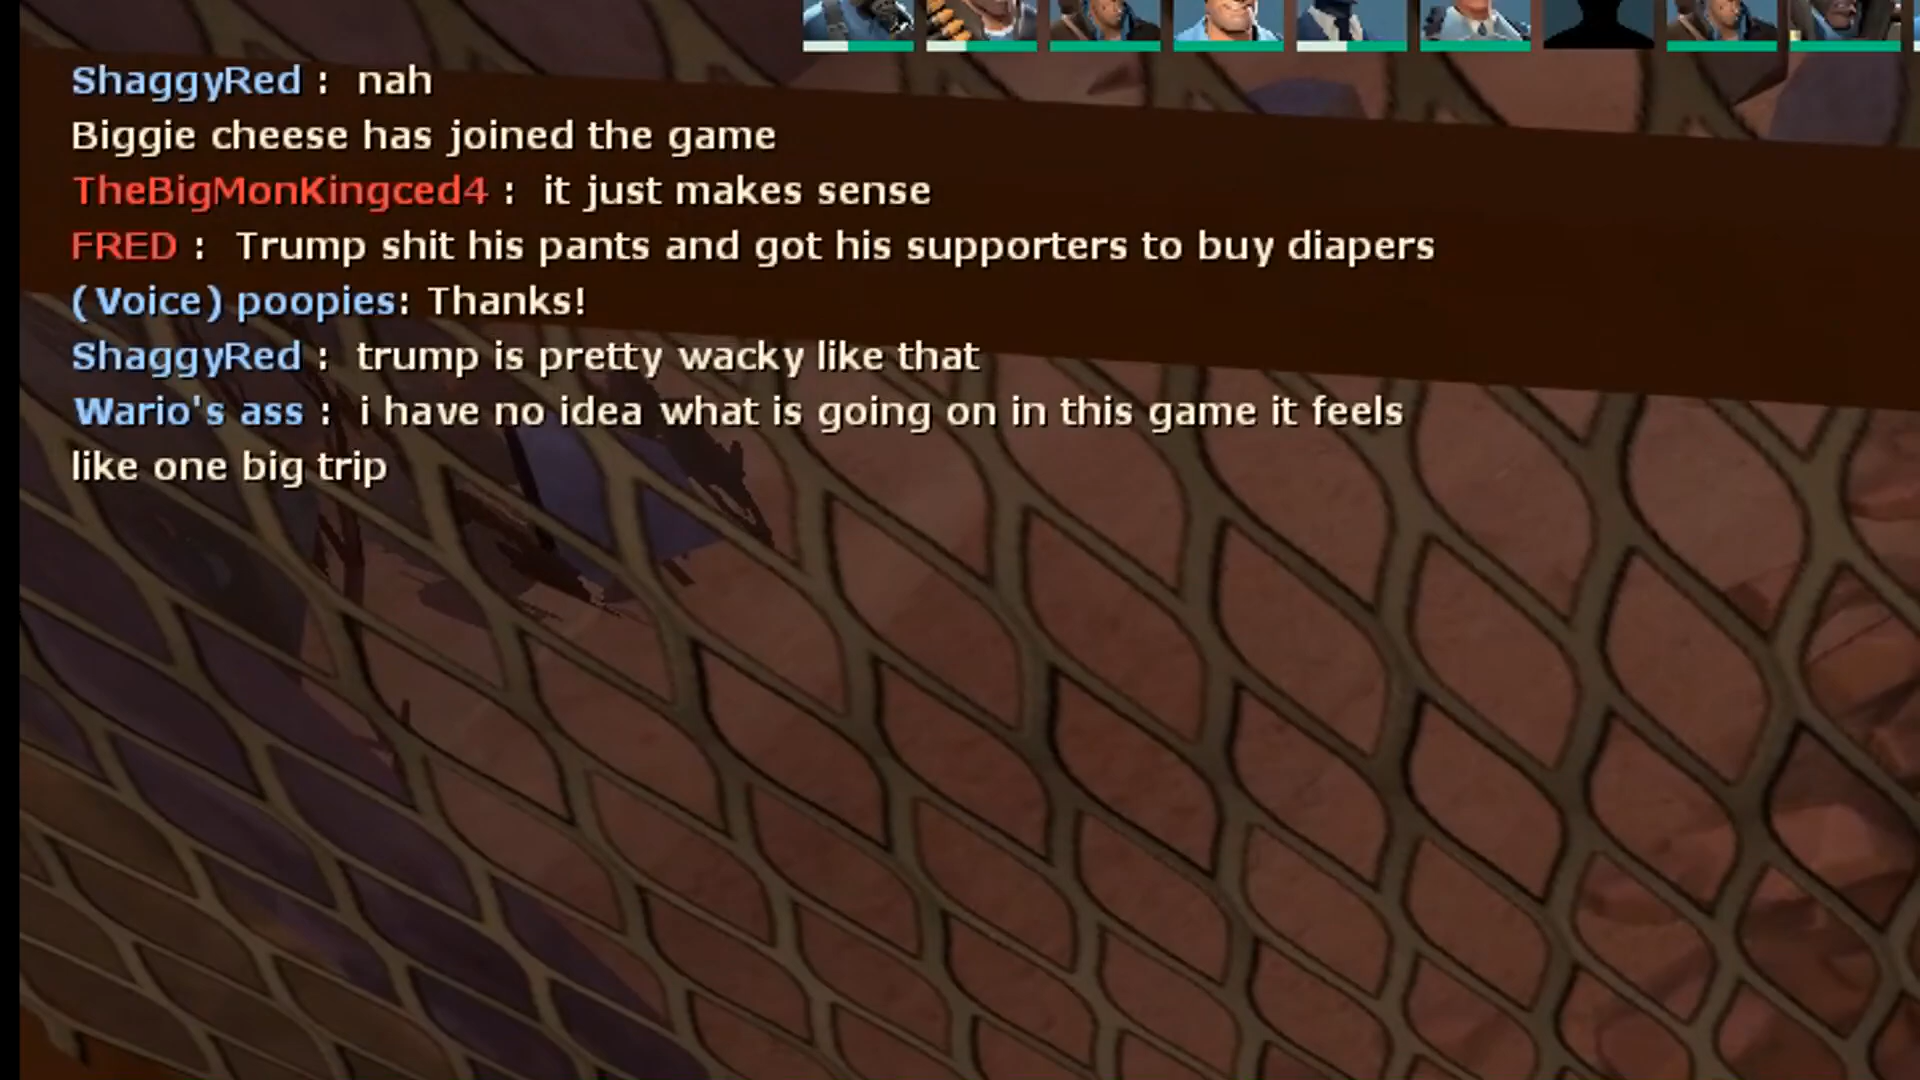 ShaggyRed :  nah
Biggie cheese has joined the game
TheBigMonKingced4 :  it just makes sense
FRED :  Trump shit his pants and got his supporters to buy diapers
(Voice) poopies: Thanks!
ShaggyRed :  trump is pretty wacky like that
Wario's ass :  i have no idea what is going on in this game it feels
like one big trip